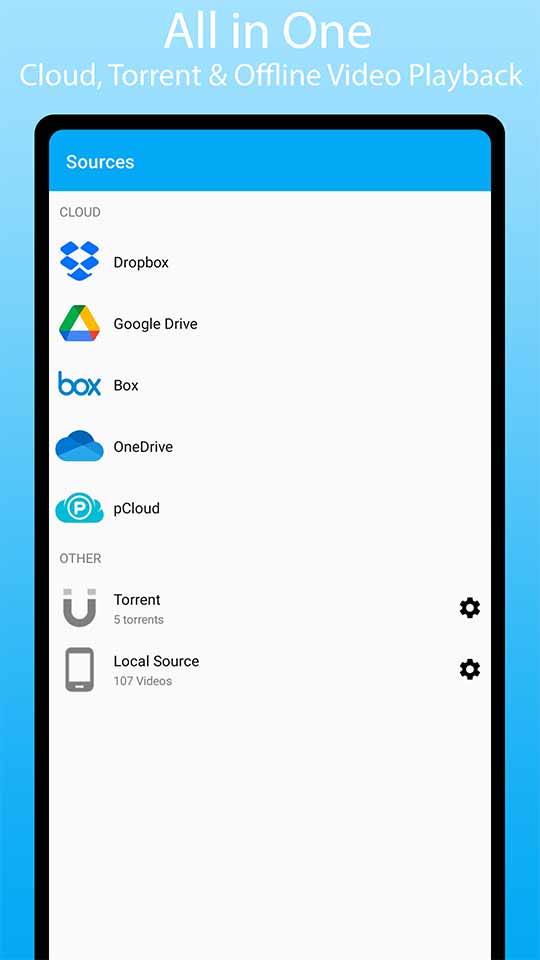 All in One
Cloud, Torrent & Offline Video Playback
Sources
CLOUD
Dropbox
Google Drive
box Box
OneDrive
P pCloud
OTHER
Torrent
5 torrents
Local Source
107 Videos